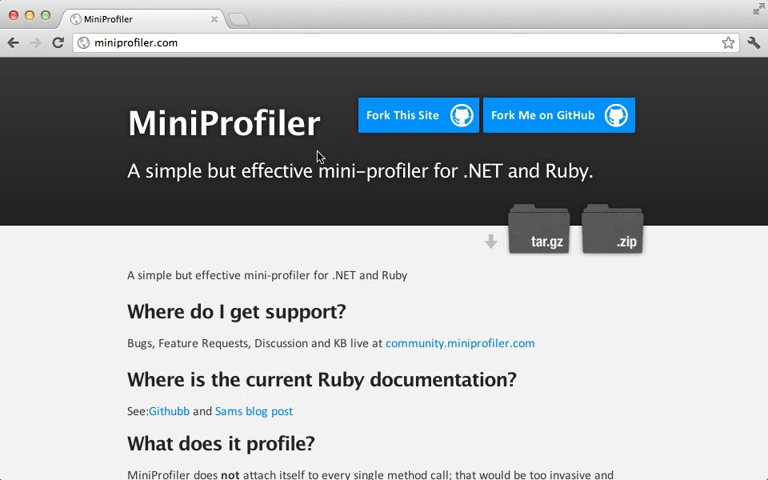 MiniProfiler
miniprofiler.com
MiniProfiler
Fork This Site
Fork Me on GitHub
A simple but effective mini-profiler for .NET and Ruby.
tar.gz
.zip
A simple but effective mini-profiler for .NET and Ruby
Where do I get support?
Bugs, Feature Requests, Discussion and KB live at community.miniprofiler.com
Where is the current Ruby documentation?
See:Githubb and Sams blog post
What does it profile?
MiniProfiler does not attach itself to every single method call; that would be too invasive and